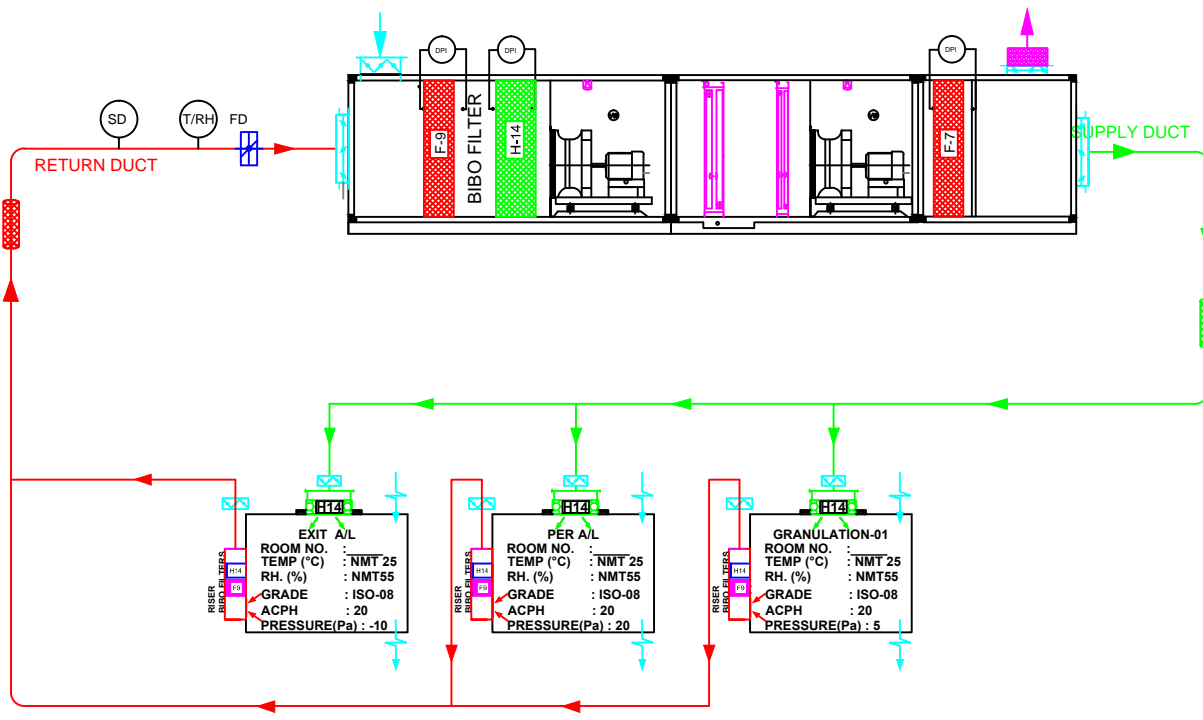 DPI
DPI
DPI
SD
T/RH
FD
RETURN DUCT
F-9
BIBO FILTER
H-14
F-7
SUPPLY DUCT
H14
EXIT A/L
ROOM NO. :_____
TEMP (°C) : NMT 25
RH. (%) : NMT55
GRADE : ISO-08
ACPH : 20
PRESSURE(Pa) : -10
RISER
BIBO FILTERS
H14
F9
H14
PER A/L
ROOM NO. :_____
TEMP (°C) : NMT 25
RH. (%) : NMT55
GRADE : ISO-08
ACPH : 20
PRESSURE(Pa) : 20
RISER
BIBO FILTERS
H14
F9
H14
GRANULATION-01
ROOM NO. :_____
TEMP (°C) : NMT 25
RH. (%) : NMT55
GRADE : ISO-08
ACPH : 20
PRESSURE(Pa) : 5
RISER
BIBO FILTERS
H14
F9